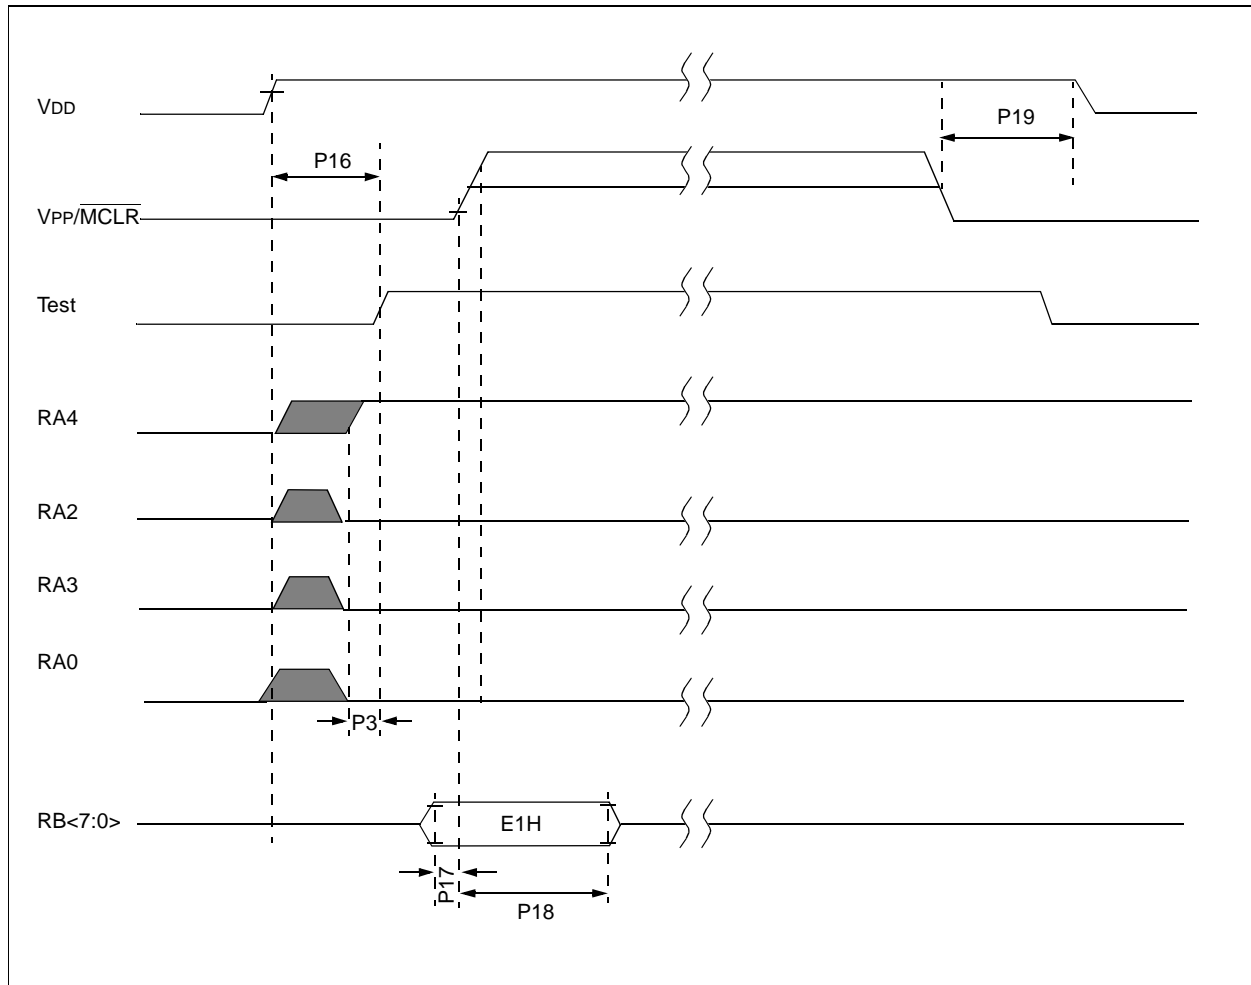 VDD
P19
P16
VPP/MCLR
Test
RA4
RA2
RA3
RA0
P3
RB<7:0>
E1H
P17
P18